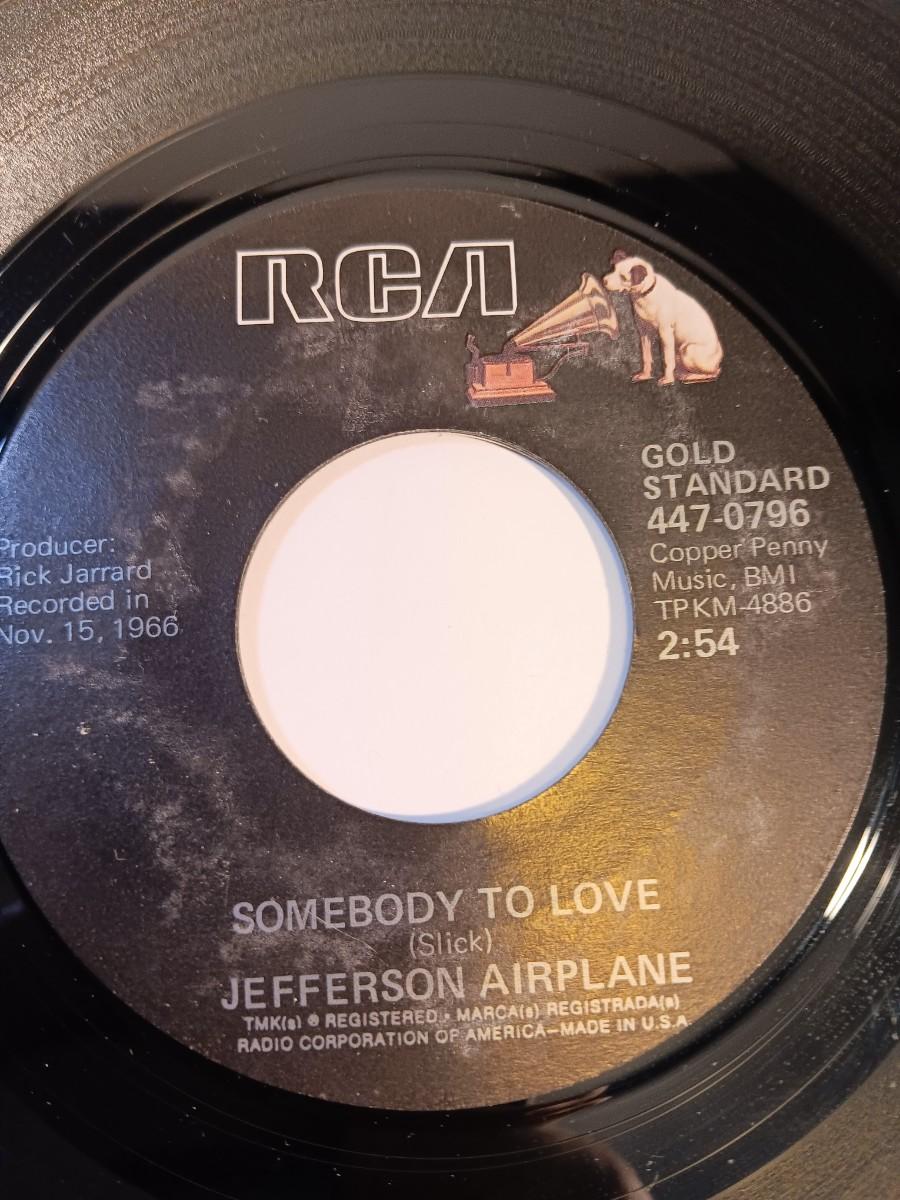 RCA
GOLD
STANDARD
447-0796
Copper Penny
Music, BMI
TPKM-4886
2:54
Producer:
Rick Jarrard
Recorded in
Nov. 15, 1966
SOMEBODY TO LOVE
(Slick)
JEFFERSON AIRPLANE
TMK(s) ® REGISTERED • MARCA(s) REGISTRADA(s)
RADIO CORPORATION OF AMERICA—MADE IN U.S.A.